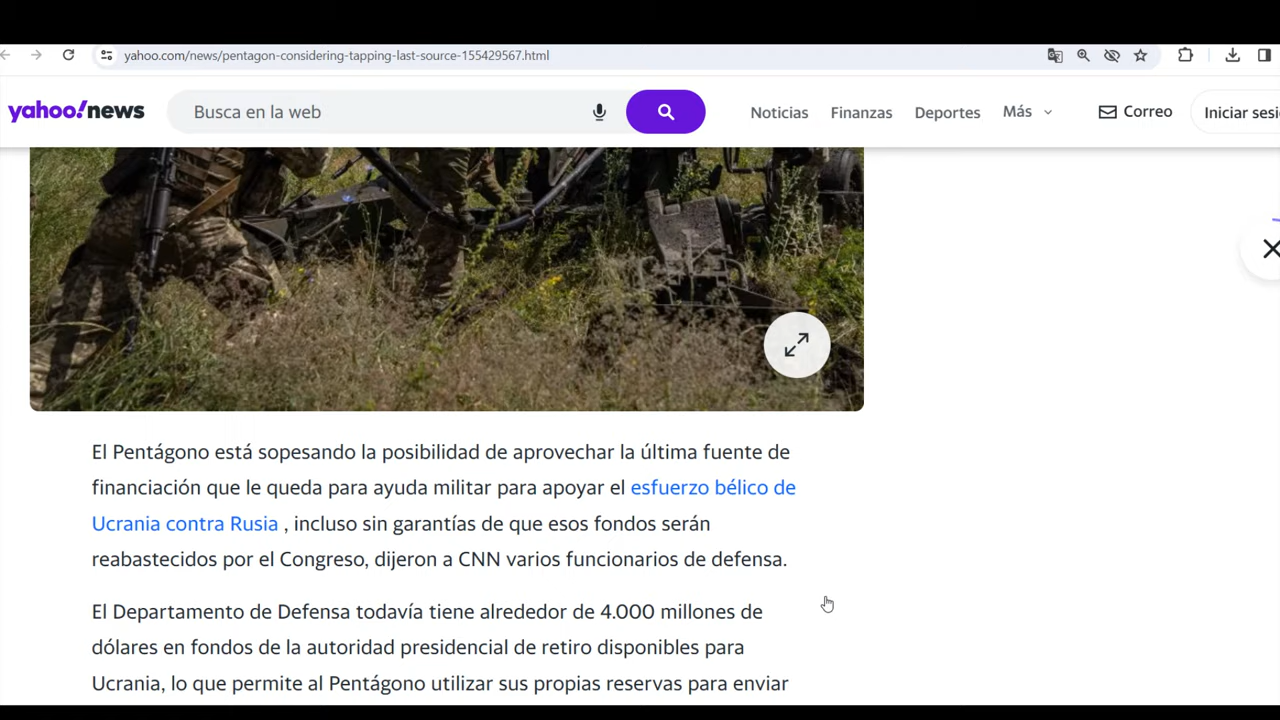 yahoo.com/news/pentagon-considering-tapping-last-source-155429567.html
yahoo!news
Busca en la web
Noticias
Finanzas
Deportes
Más
Correo
Iniciar sesi
El Pentágono está sopesando la posibilidad de aprovechar la última fuente de
financiación que le queda para ayuda militar para apoyar el esfuerzo bélico de
Ucrania contra Rusia , incluso sin garantías de que esos fondos serán
reabastecidos por el Congreso, dijeron a CNN varios funcionarios de defensa.
El Departamento de Defensa todavía tiene alrededor de 4.000 millones de
dólares en fondos de la autoridad presidencial de retiro disponibles para
Ucrania, lo que permite al Pentágono utilizar sus propias reservas para enviar